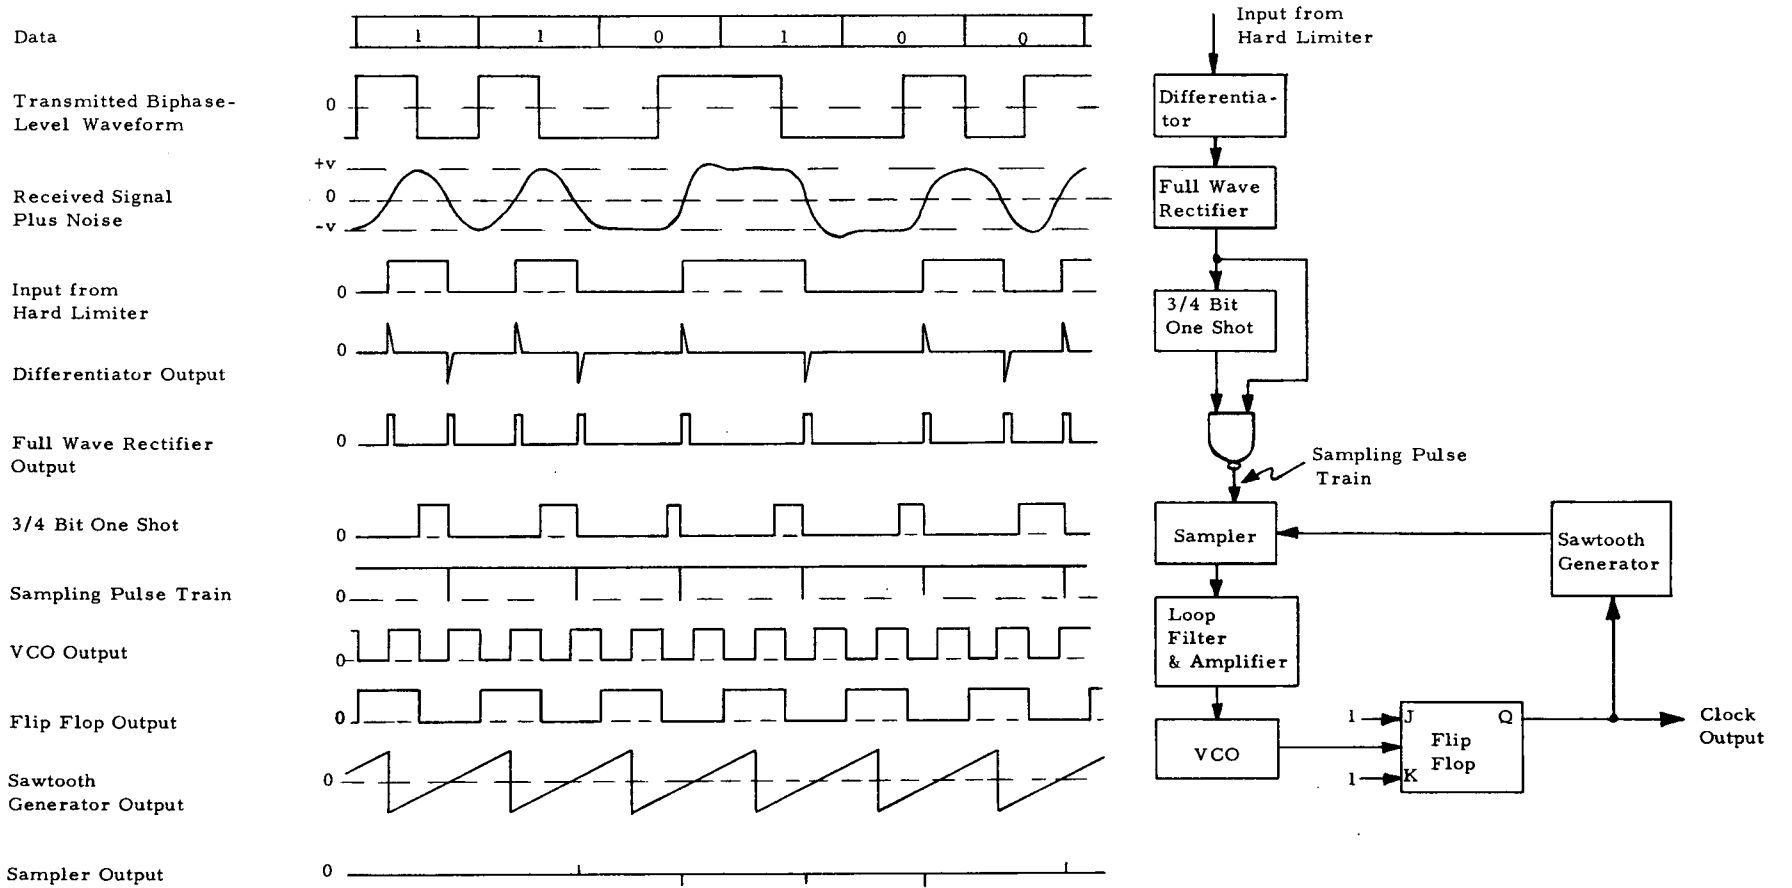 Data
1 1 0 1 0 0
Transmitted Biphase-
Level Waveform
0
+v
Received Signal
Plus Noise
0
-v
Input from
Hard Limiter
0
0
Differentiator Output
Full Wave Rectifier
Output
0
3/4 Bit One Shot
0
Sampling Pulse Train
0
VCO Output
0
Flip Flop Output
0
Sawtooth
Generator Output
0
Sampler Output
0
Input from
Hard Limiter
Differentia-
tor
Full Wave
Rectifier
3/4 Bit
One Shot
Sampling Pulse
Train
Sampler
Sawtooth
Generator
Loop
Filter
& Amplifier
VCO
1
J
Q
Flip
Flop
1
K
Clock
Output